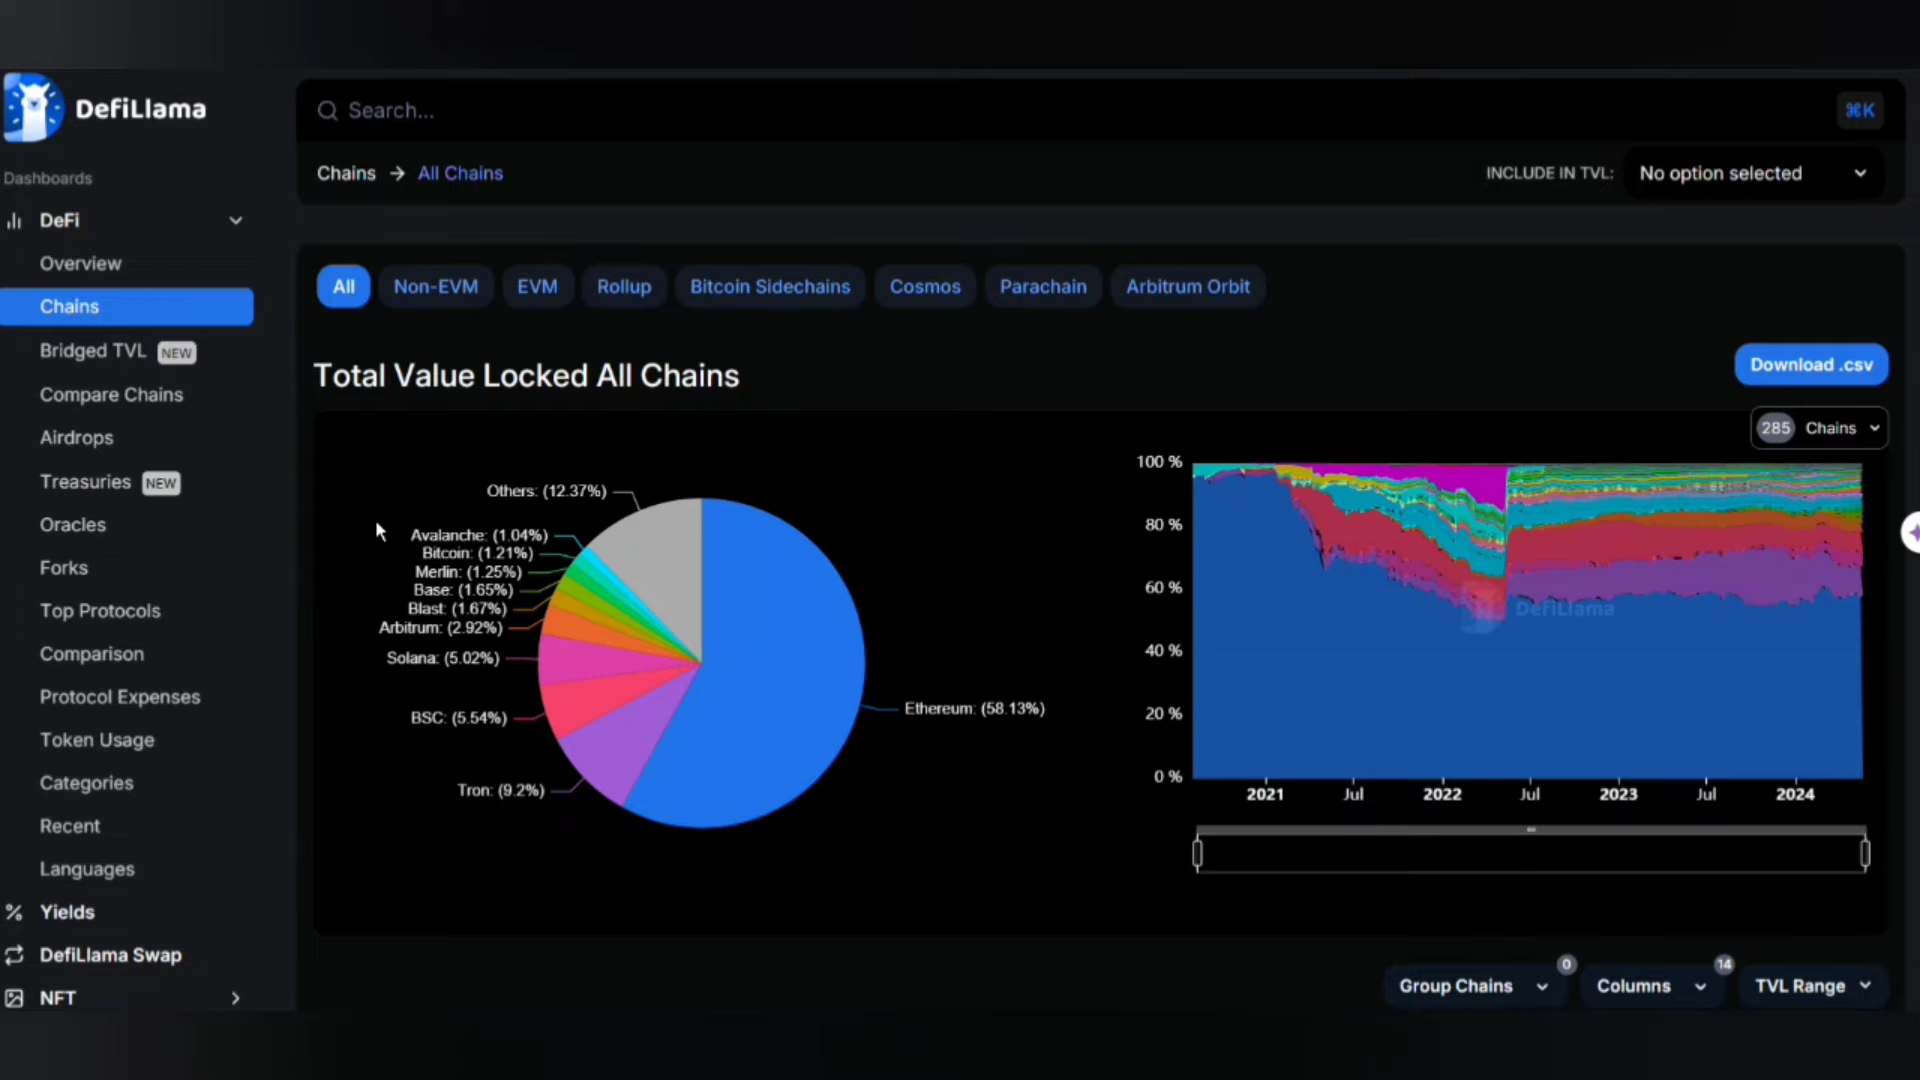 DefiLlama
Search...
⌘K
Chains → All Chains
INCLUDE IN TVL: No option selected
Dashboards
DeFi
Overview
Chains
Bridged TVL NEW
Compare Chains
Airdrops
Treasuries NEW
Oracles
Forks
Top Protocols
Comparison
Protocol Expenses
Token Usage
Categories
Recent
Languages
Yields
DefiLlama Swap
NFT
All Non-EVM EVM Rollup Bitcoin Sidechains Cosmos Parachain Arbitrum Orbit
Total Value Locked All Chains
Download .csv
285 Chains
Others: (12.37%)
Avalanche: (1.04%)
Bitcoin: (1.21%)
Merlin: (1.25%)
Base: (1.65%)
Blast: (1.67%)
Arbitrum: (2.92%)
Solana: (5.02%)
BSC: (5.54%)
Tron: (9.2%)
Ethereum: (58.13%)
100 %
80 %
60 %
40 %
20 %
0 %
DefiLlama
2021 Jul 2022 Jul 2023 Jul 2024
Group Chains 0
Columns 14
TVL Range